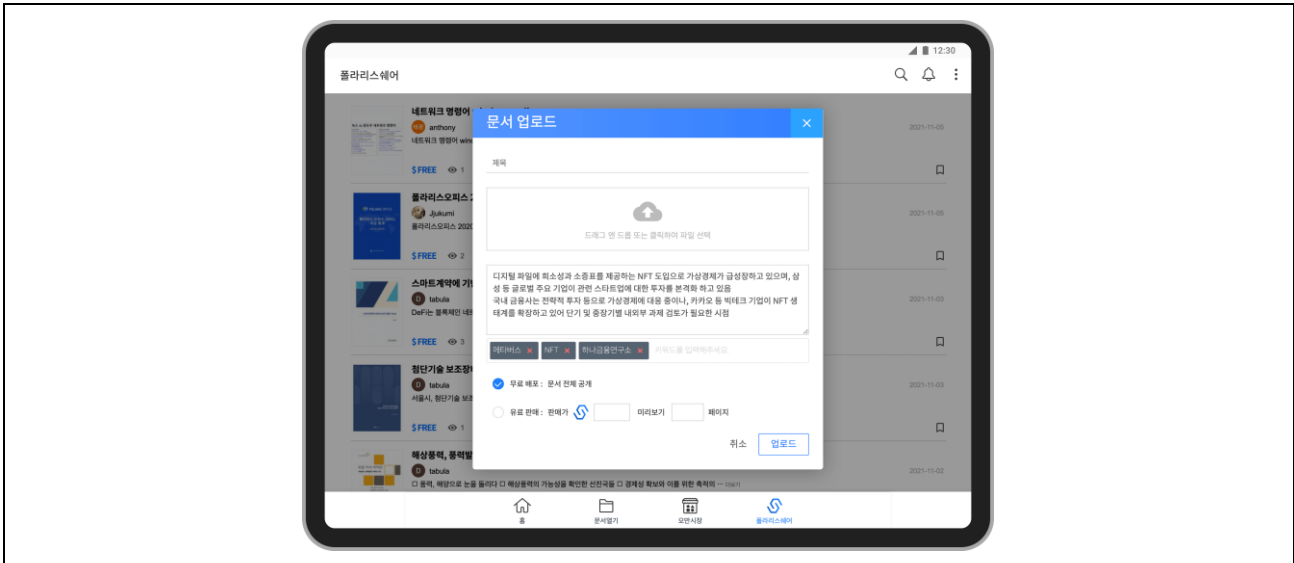 12:30
폴라리스쉐어
네트워크 명령어
anthony
네트워크 명령어 win
$ FREE 1
2021-11-05
폴라리스오피스 2
Jjukumi
폴라리스오피스 202
$ FREE 2
2021-11-05
스마트계약에 기
tabula
DeFi는 블록체인 네
$ FREE 3
2021-11-03
첨단기술 보조장
tabula
서울시, 첨단기술 보
$ FREE 1
2021-11-03
해상풍력, 풍력발
tabula
□ 풍력, 해양으로 눈을 돌리다 □ 해상풍력의 가능성을 확인한 선진국들 □ 경제성 확보와 이를 위한 축적의 ··· 더보기
2021-11-02
문서 업로드
제목
드래그 앤 드롭 또는 클릭하여 파일 선택
디지털 파일에 희소성과 소증표를 제공하는 NFT 도입으로 가상경제가 급성장하고 있으며, 삼
성 등 글로벌 주요 기업이 관련 스타트업에 대한 투자를 본격화 하고 있음
국내 금융사는 전략적 투자 등으로 가상경제에 대응 중이나, 카카오 등 빅테크 기업이 NFT 생
태계를 확장하고 있어 단기 및 중장기별 내외부 과제 검토가 필요한 시점
메타버스 × NFT × 하나금융연구소 × 키워드를 입력해주세요
무료 배포 : 문서 전체 공개
유료 판매 : 판매가 미리보기 페이지
취소 업로드
홈 문서열기 오만시장 폴라리스쉐어